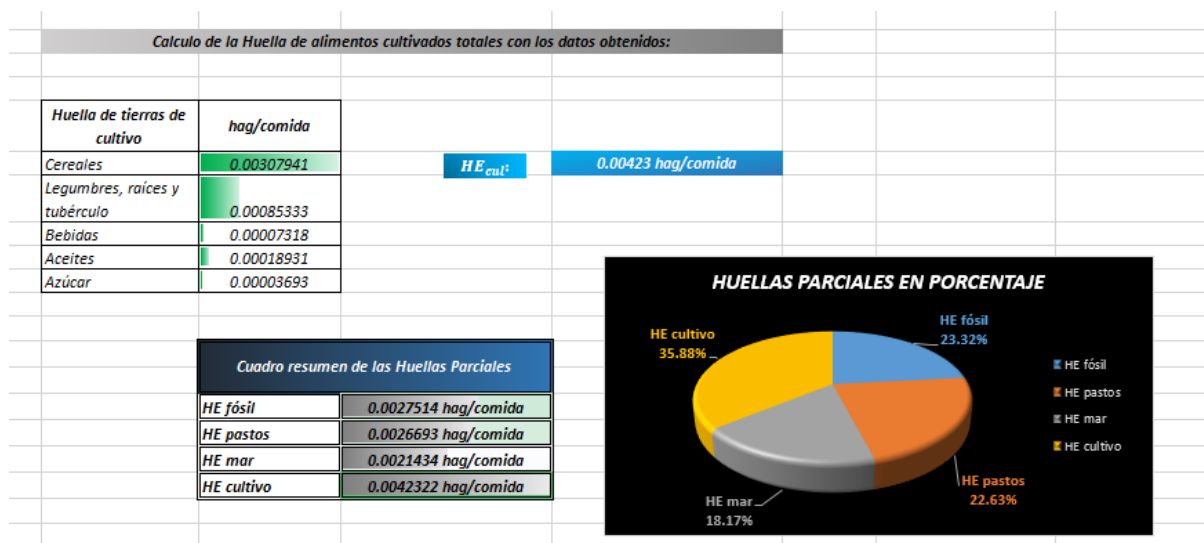 Calculo de la Huella de alimentos cultivados totales con los datos obtenidos:
Huella de tierras de
cultivo
hag/comida
Cereales 0.00307941
HE_cul: 0.00423 hag/comida
Legumbres, raíces y
tubérculo 0.00085333
Bebidas 0.00007318
Aceites 0.00018931
Azúcar 0.00003693
Cuadro resumen de las Huellas Parciales
HE fósil 0.0027514 hag/comida
HE pastos 0.0026693 hag/comida
HE mar 0.0021434 hag/comida
HE cultivo 0.0042322 hag/comida
HUELLAS PARCIALES EN PORCENTAJE
HE fósil
23.32%
HE cultivo
35.88%
HE pastos
22.63%
HE mar
18.17%
HE fósil
HE pastos
HE mar
HE cultivo